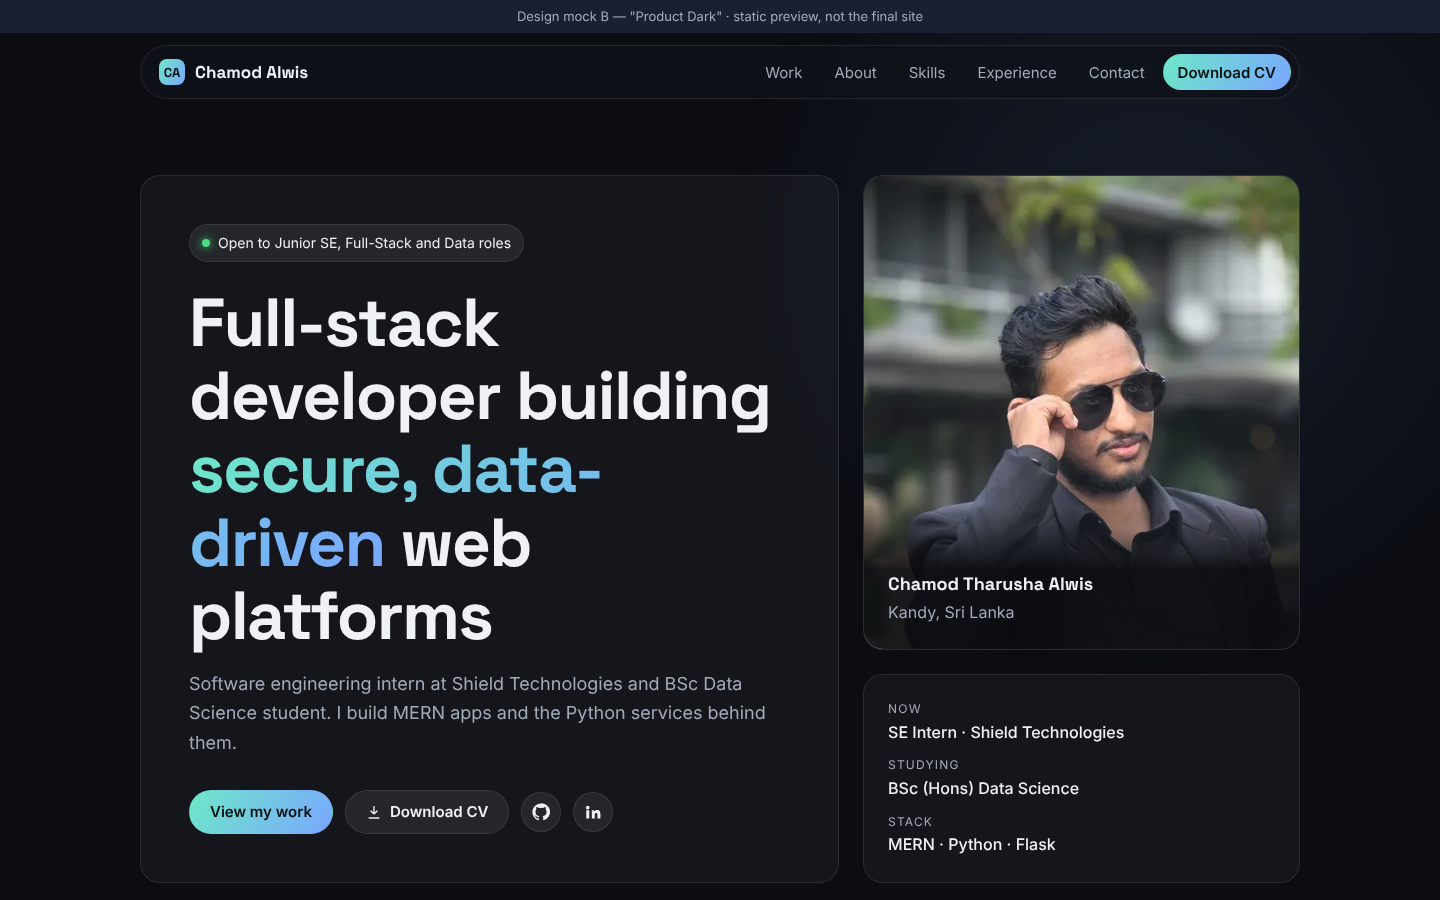 Design mock B — "Product Dark" · static preview, not the final site
CA Chamod Alwis
Work About Skills Experience Contact Download CV
Open to Junior SE, Full-Stack and Data roles
Full-stack
developer building
secure, data-
driven web
platforms
Software engineering intern at Shield Technologies and BSc Data
Science student. I build MERN apps and the Python services behind
them.
View my work Download CV in
Chamod Tharusha Alwis
Kandy, Sri Lanka
NOW
SE Intern · Shield Technologies
STUDYING
BSc (Hons) Data Science
STACK
MERN · Python · Flask